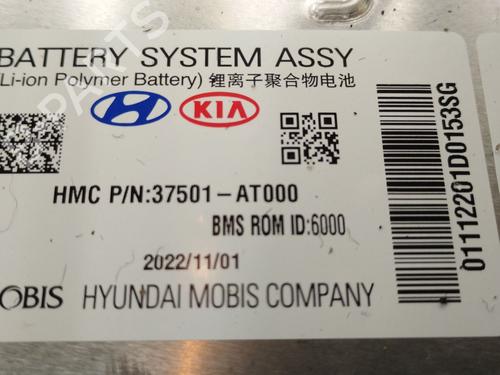 BATTERY SYSTEM ASSY
(Li-ion Polymer Battery) 锂离子聚合物电池
KIA
HMC P/N:37501-AT000
BMS ROM ID:6000
2022/11/01
MOBIS HYUNDAI MOBIS COMPANY
01112201D0153SG